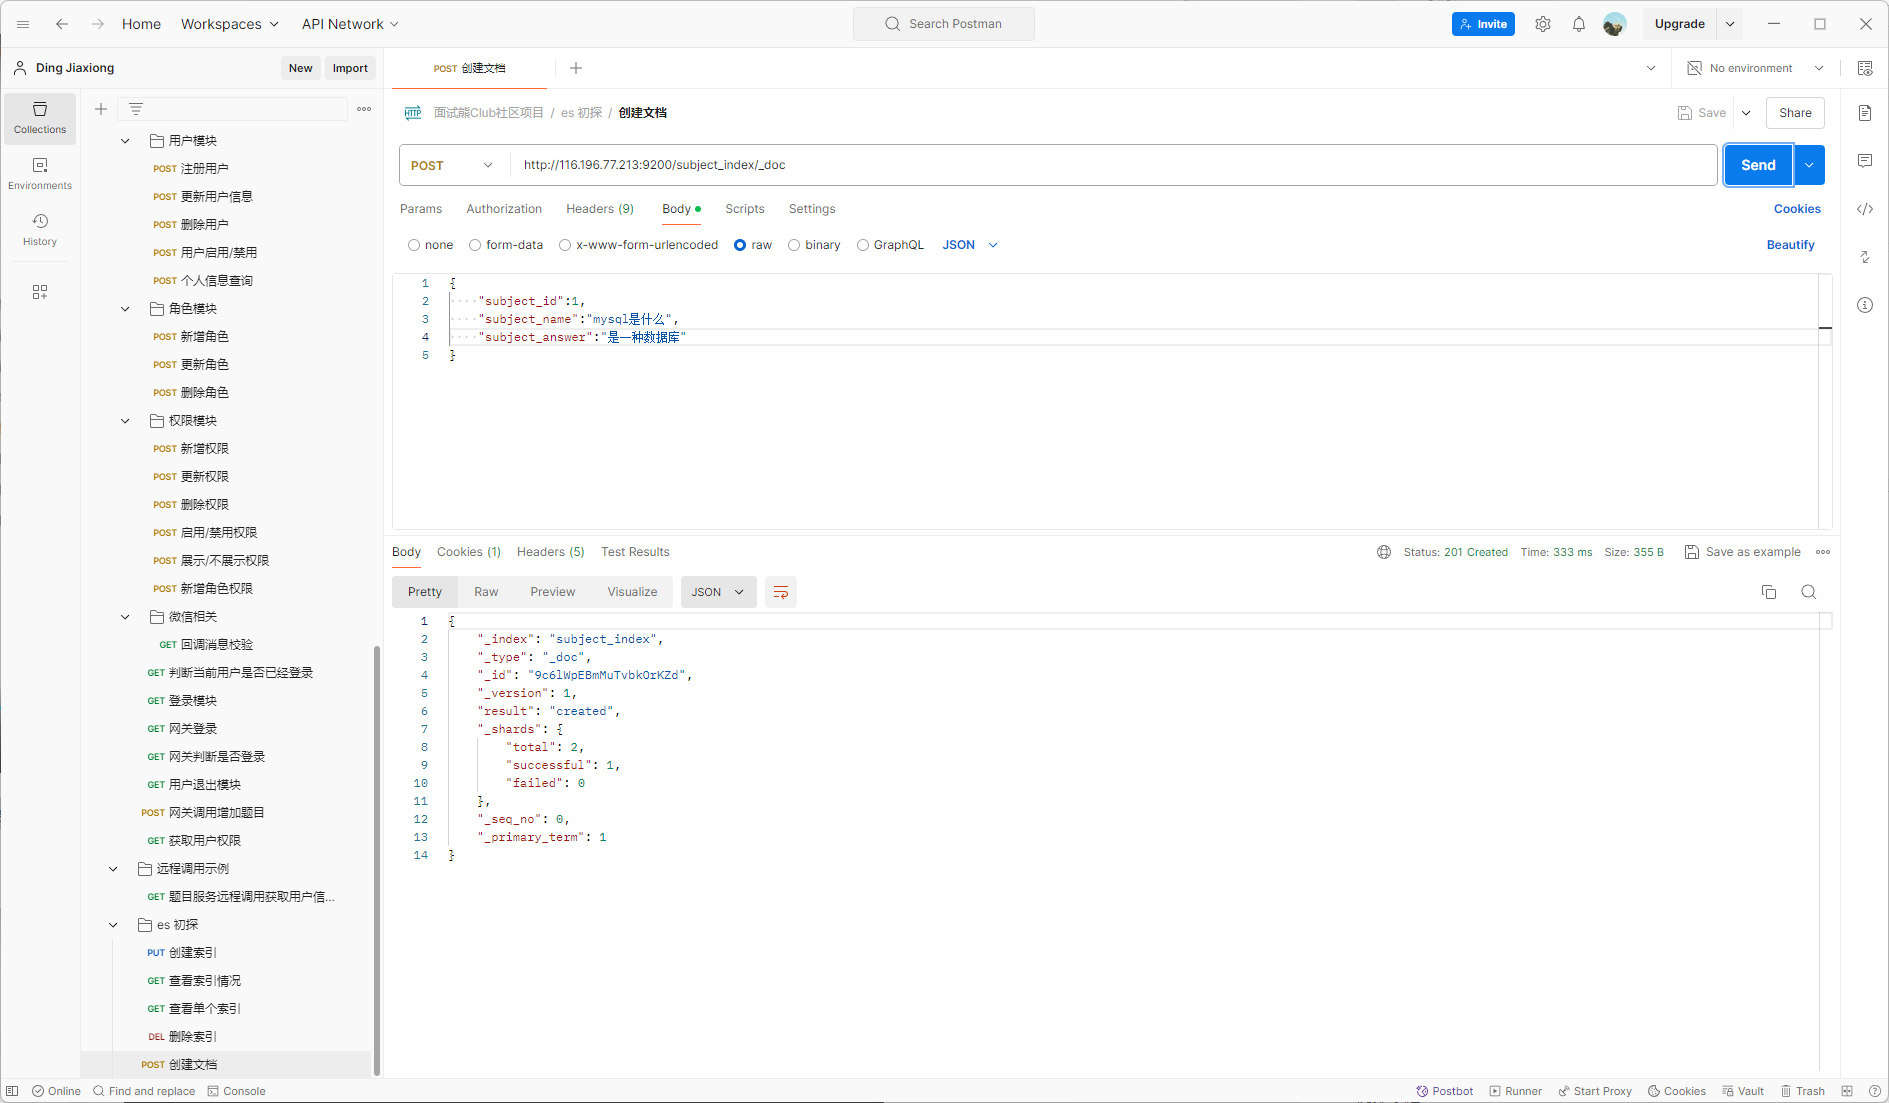 Home
Workspaces
API Network
Search Postman
Invite
Upgrade
Ding Jiaxiong
New
Import
POST 创建文档
No environment
Collections
Environments
History
用户模块
POST 注册用户
POST 更新用户信息
POST 删除用户
POST 用户启用/禁用
POST 个人信息查询
角色模块
POST 新增角色
POST 更新角色
POST 删除角色
权限模块
POST 新增权限
POST 更新权限
POST 删除权限
POST 启用/禁用权限
POST 展示/不展示权限
POST 新增角色权限
微信相关
GET 回调消息校验
GET 判断当前用户是否已经登录
GET 登录模块
GET 网关登录
GET 网关判断是否登录
GET 用户退出模块
POST 网关调用增加题目
GET 获取用户权限
远程调用示例
GET 题目服务远程调用获取用户信...
es 初探
PUT 创建索引
GET 查看索引情况
GET 查看单个索引
DEL 删除索引
POST 创建文档
HTTP 面试熊Club社区项目 / es 初探 / 创建文档
Save
Share
POST http://116.196.77.213:9200/subject_index/_doc
Send
Params Authorization Headers (9) Body Scripts Settings Cookies
none form-data x-www-form-urlencoded raw binary GraphQL JSON Beautify
1 {
2 "subject_id":1,
3 "subject_name":"mysql是什么",
4 "subject_answer":"是一种数据库"
5 }
Body Cookies (1) Headers (5) Test Results Status: 201 Created Time: 333 ms Size: 355 B Save as example
Pretty Raw Preview Visualize JSON
1 {
2 "_index": "subject_index",
3 "_type": "_doc",
4 "_id": "9c6lWpEBmMuTvbkOrKZd",
5 "_version": 1,
6 "result": "created",
7 "_shards": {
8 "total": 2,
9 "successful": 1,
10 "failed": 0
11 },
12 "_seq_no": 0,
13 "_primary_term": 1
14 }
Online Find and replace Console Postbot Runner Start Proxy Cookies Vault Trash